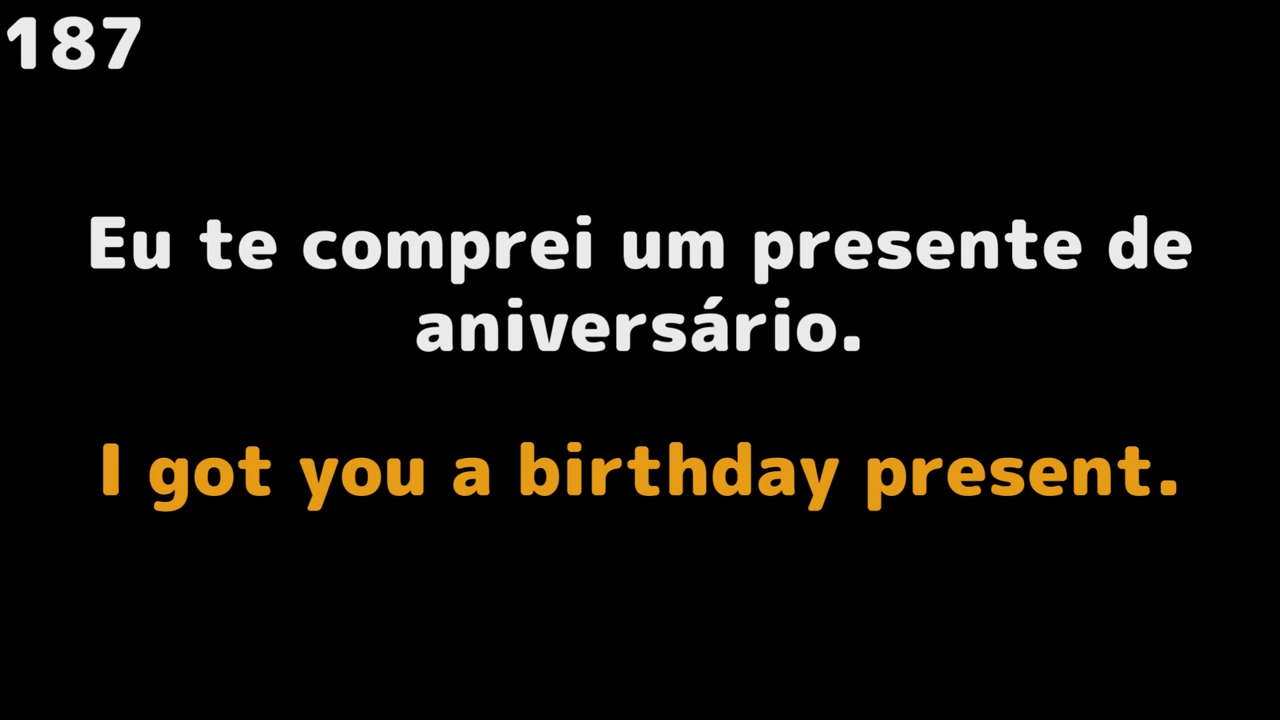 187
Eu te comprei um presente de
aniversário.
I got you a birthday present.